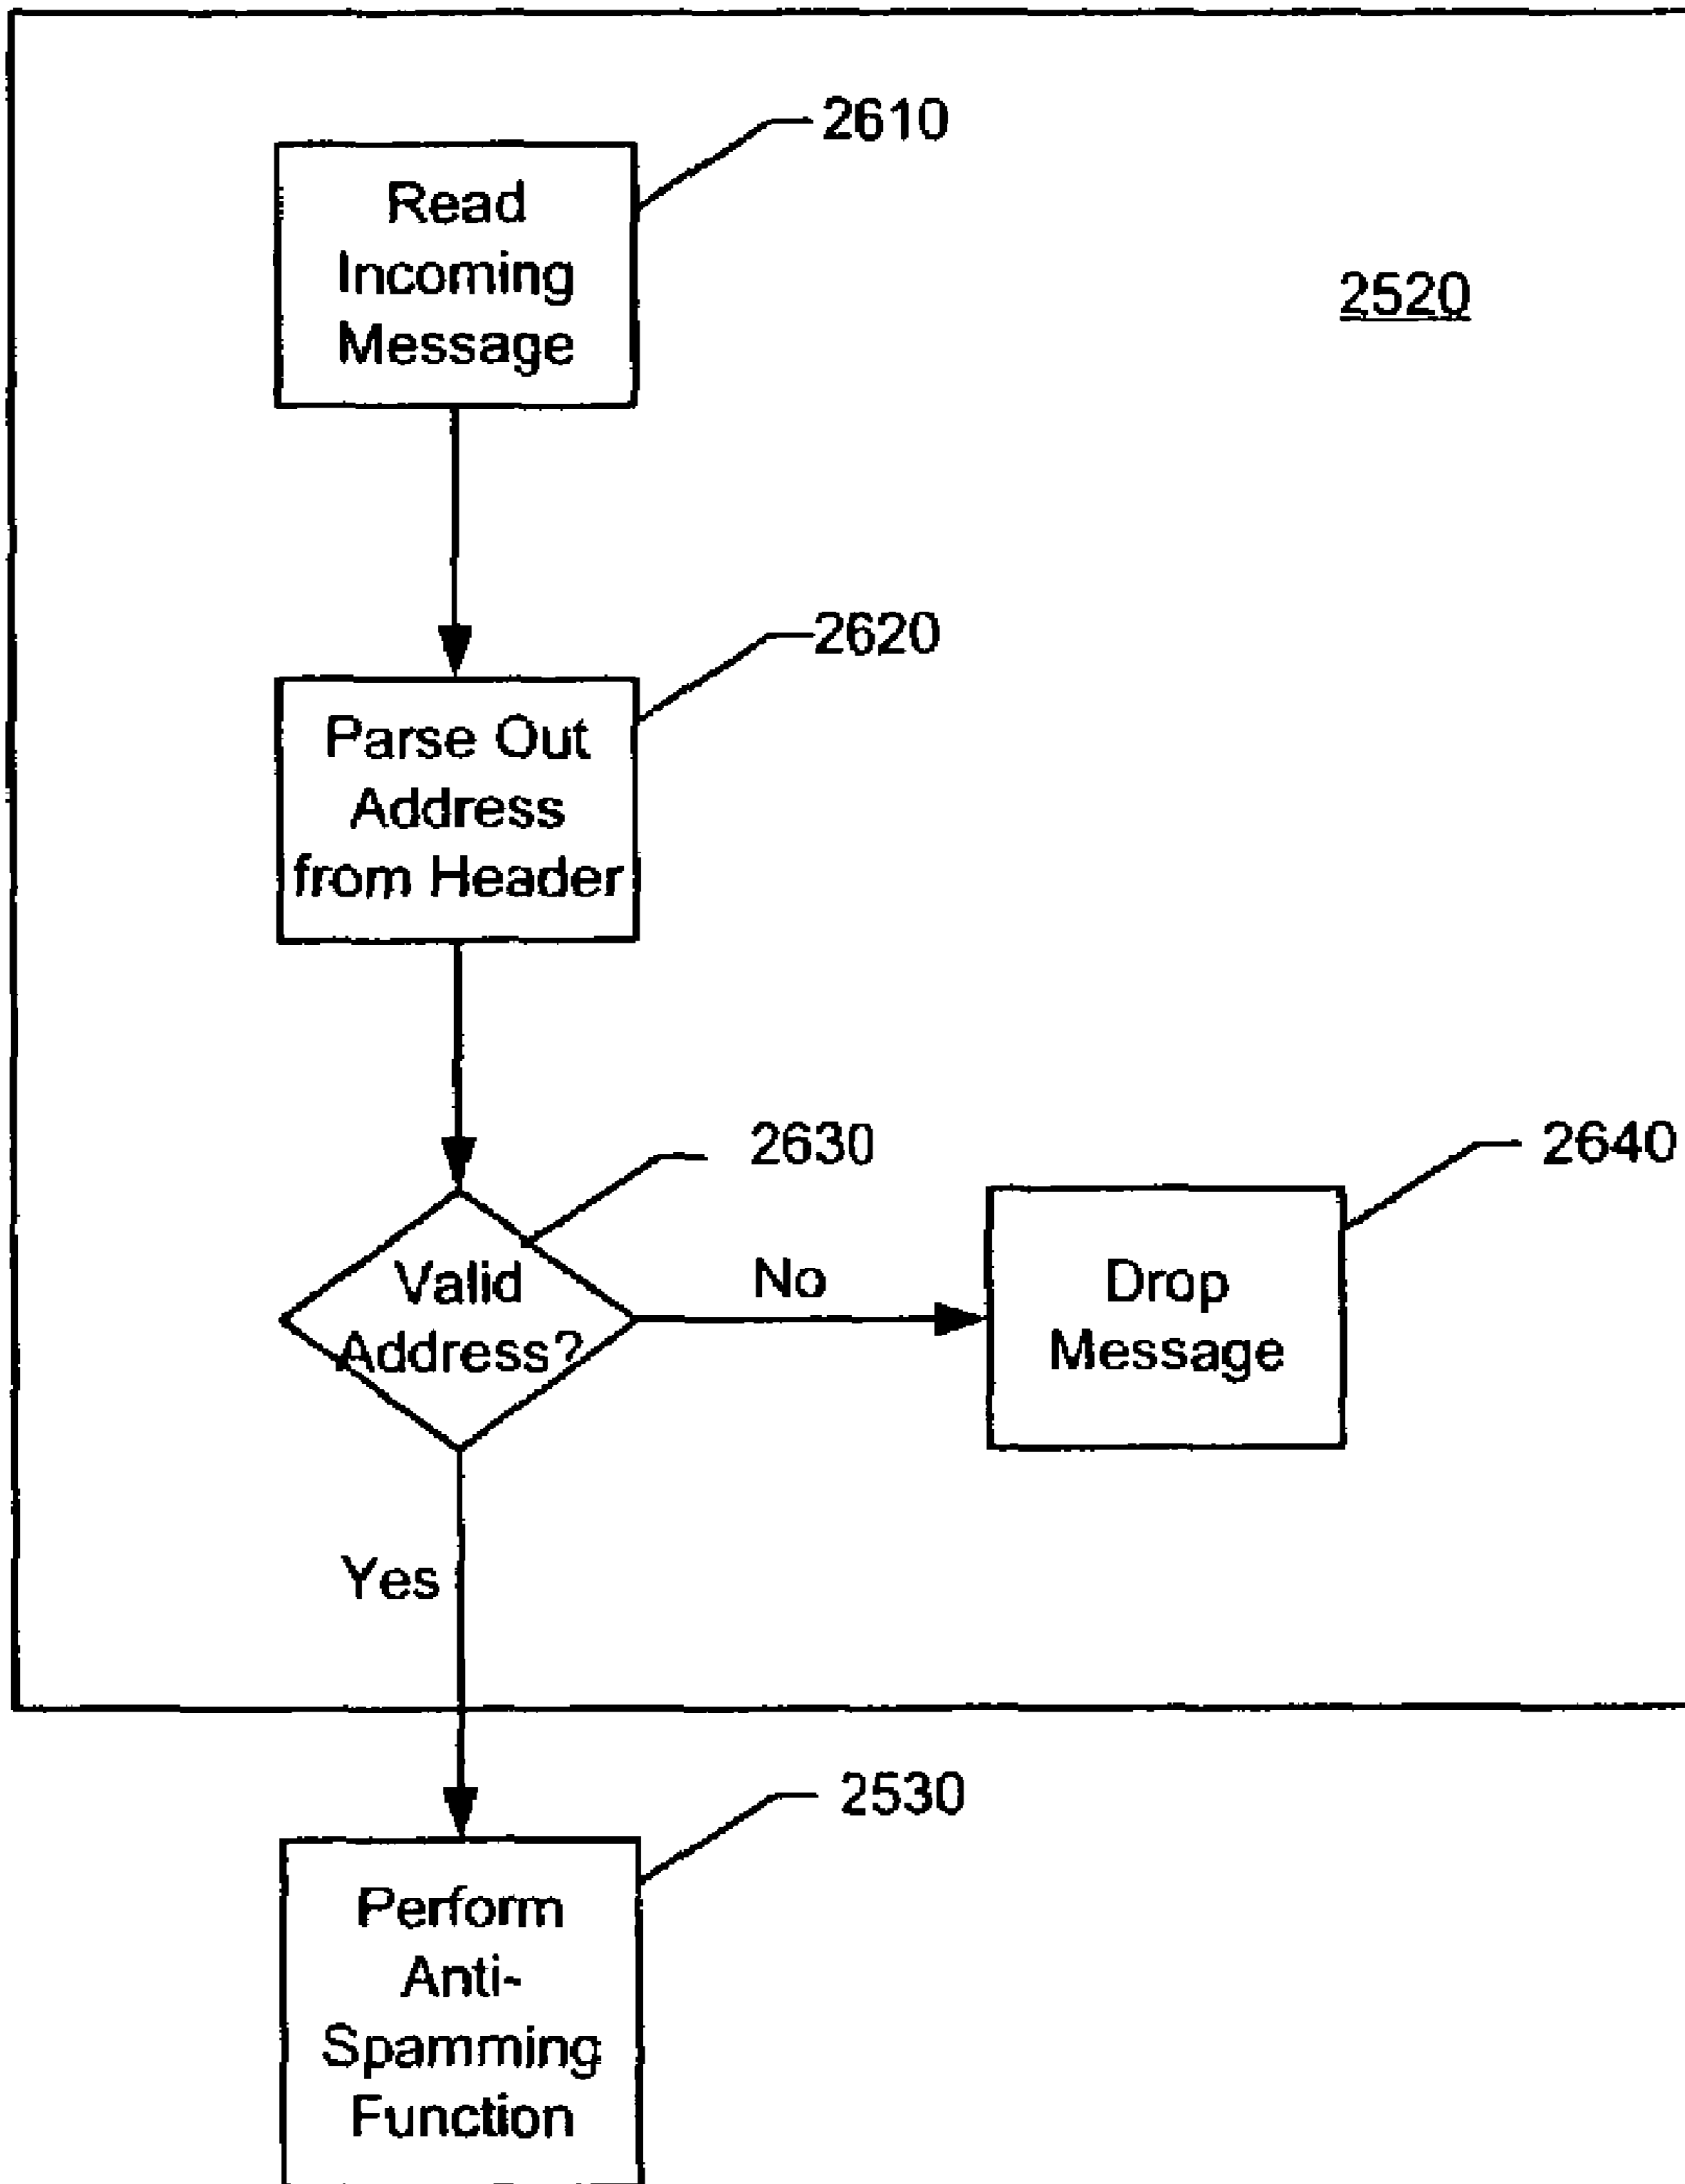 2610
Read
Incoming
Message
2520
2620
Parse Out
Address
from Header
2630
Valid
Address?
No
2640
Drop
Message
Yes
2530
Perform
Anti-
Spamming
Function